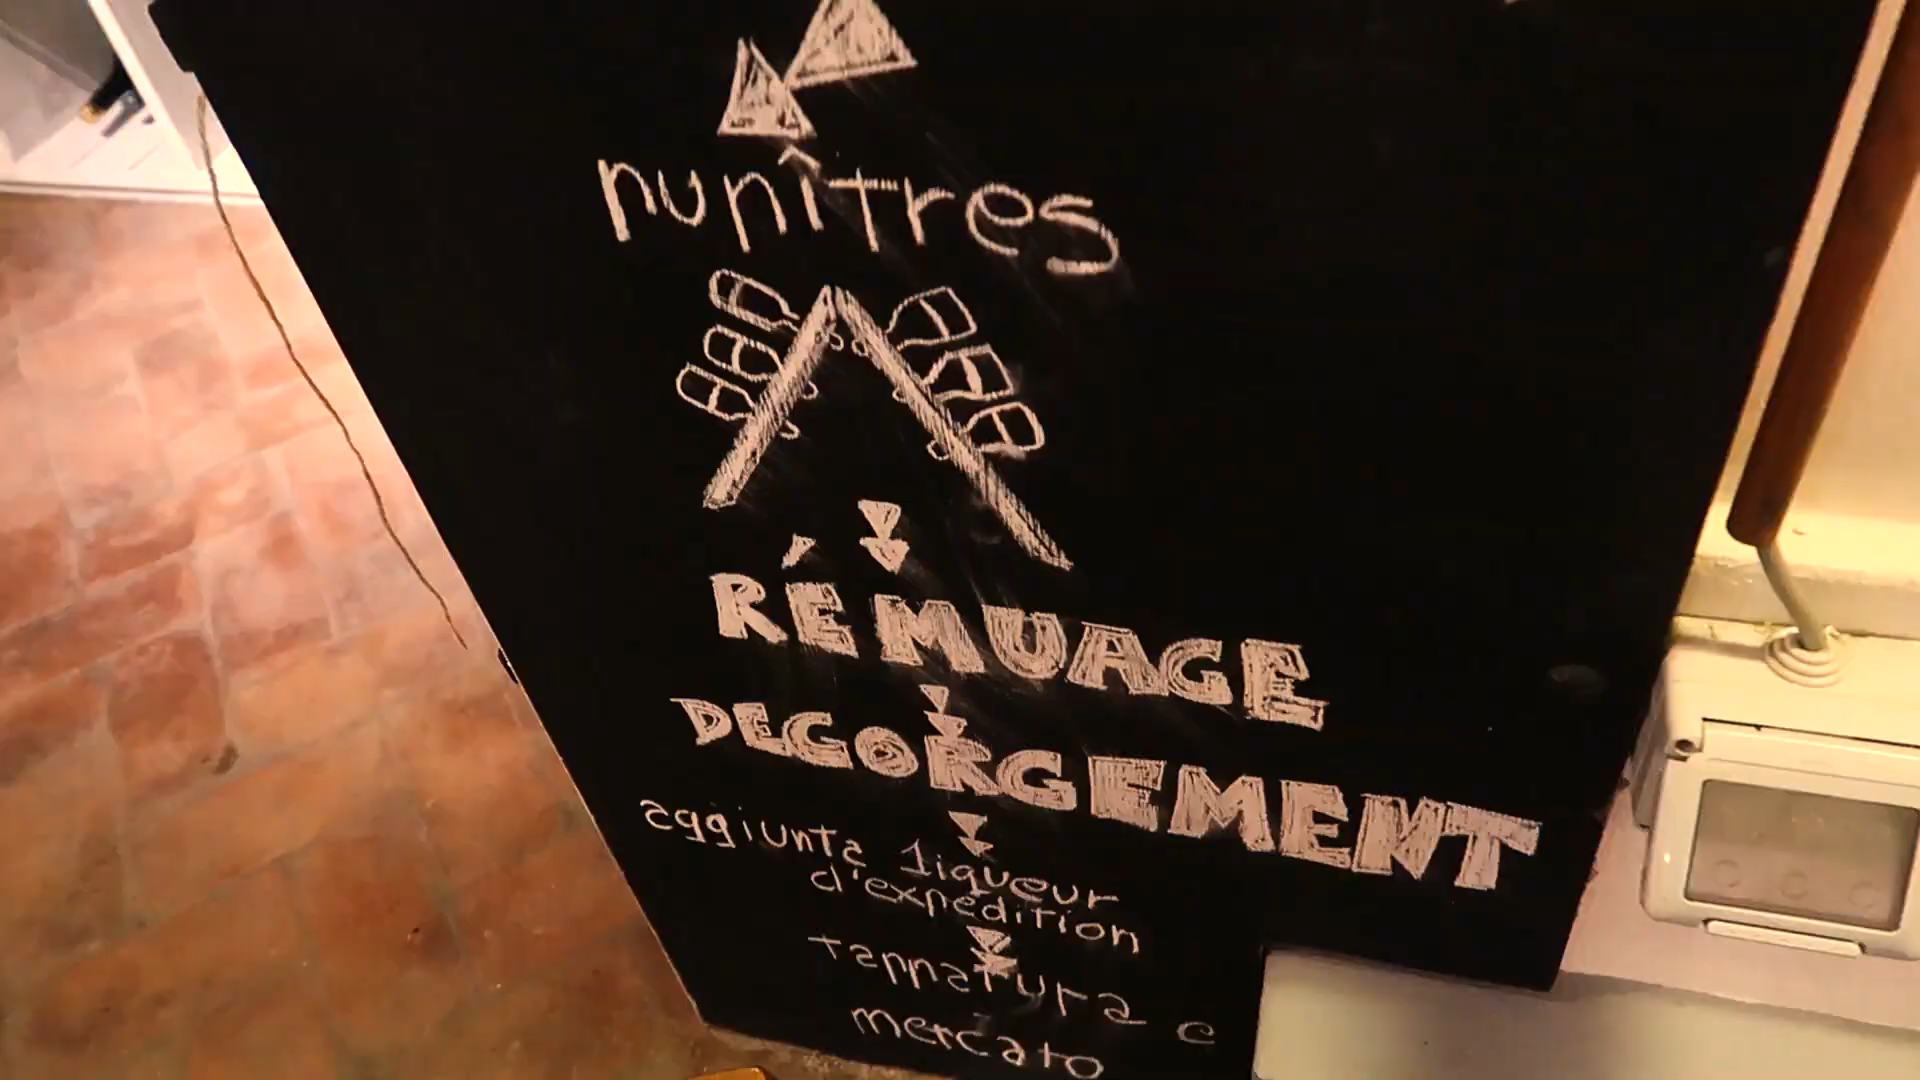 nunîtres
RÉMUAGE
DEGORGEMENT
aggiunta liqueur
d'expedition
tappatura e
mercato